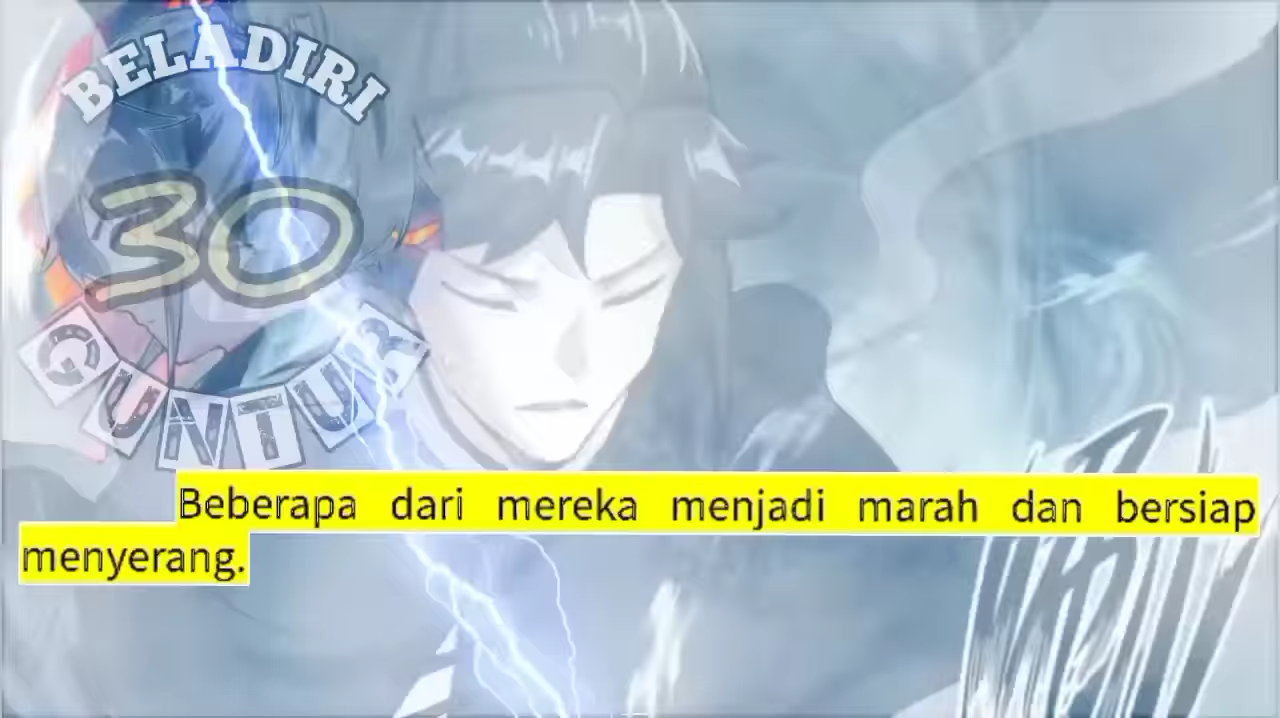 BELADIRI
30
GUNTUR
Beberapa dari mereka menjadi marah dan bersiap
menyerang.